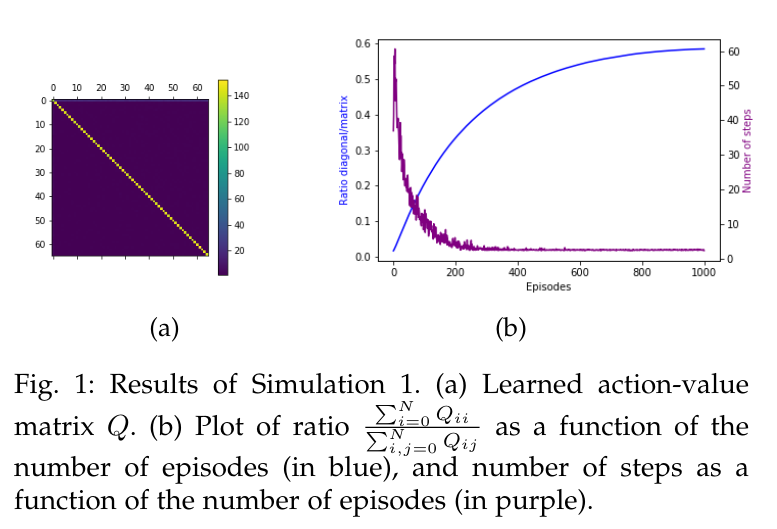 0 10 20 30 40 50 60
0
10
20
30
40
50
60
140
120
100
80
60
40
20
0.6
0.5
0.4
0.3
0.2
0.1
0.0
Ratio diagonal/matrix
0 200 400 600 800 1000
Episodes
60
50
40
30
20
10
0
Number of steps
(a)
(b)
Fig. 1: Results of Simulation 1. (a) Learned action-value
matrix Q. (b) Plot of ratio \frac{\sum_{i=0}^{N} Q_{ii}}{\sum_{i,j=0}^{N} Q_{ij}} as a function of the
number of episodes (in blue), and number of steps as a
function of the number of episodes (in purple).